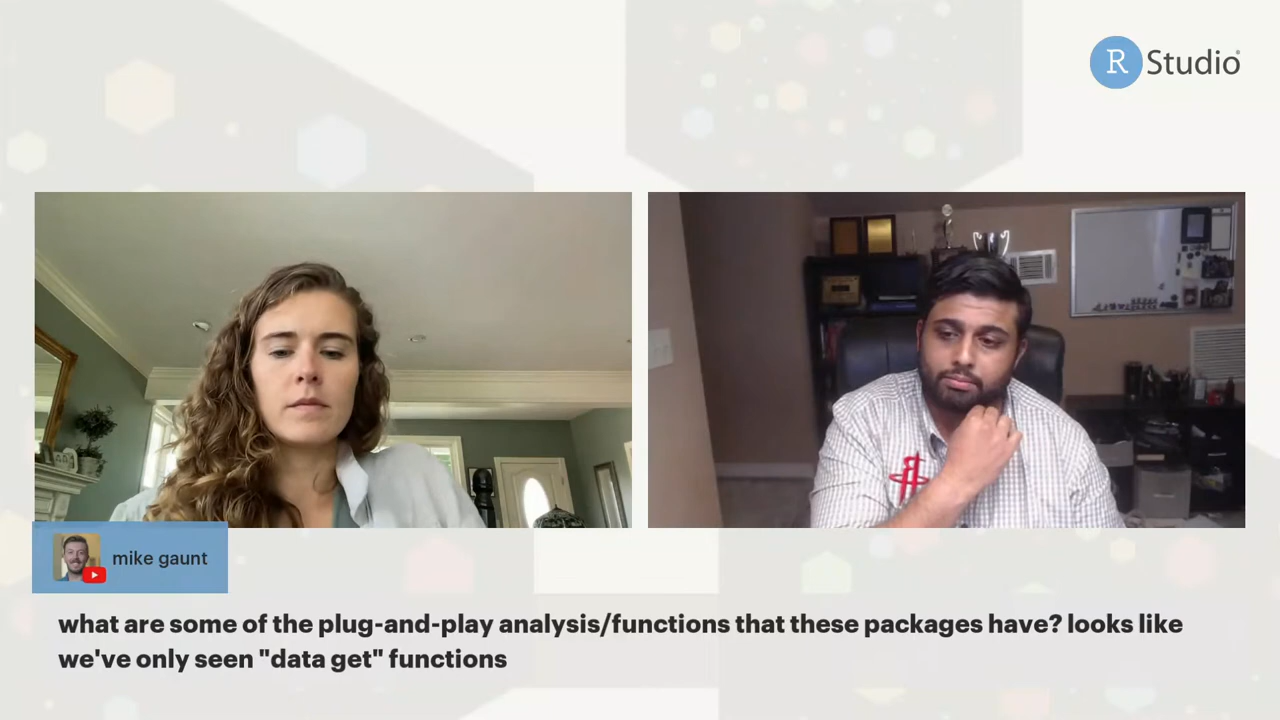 R Studio
mike gaunt
what are some of the plug-and-play analysis/functions that these packages have? looks like
we've only seen "data get" functions